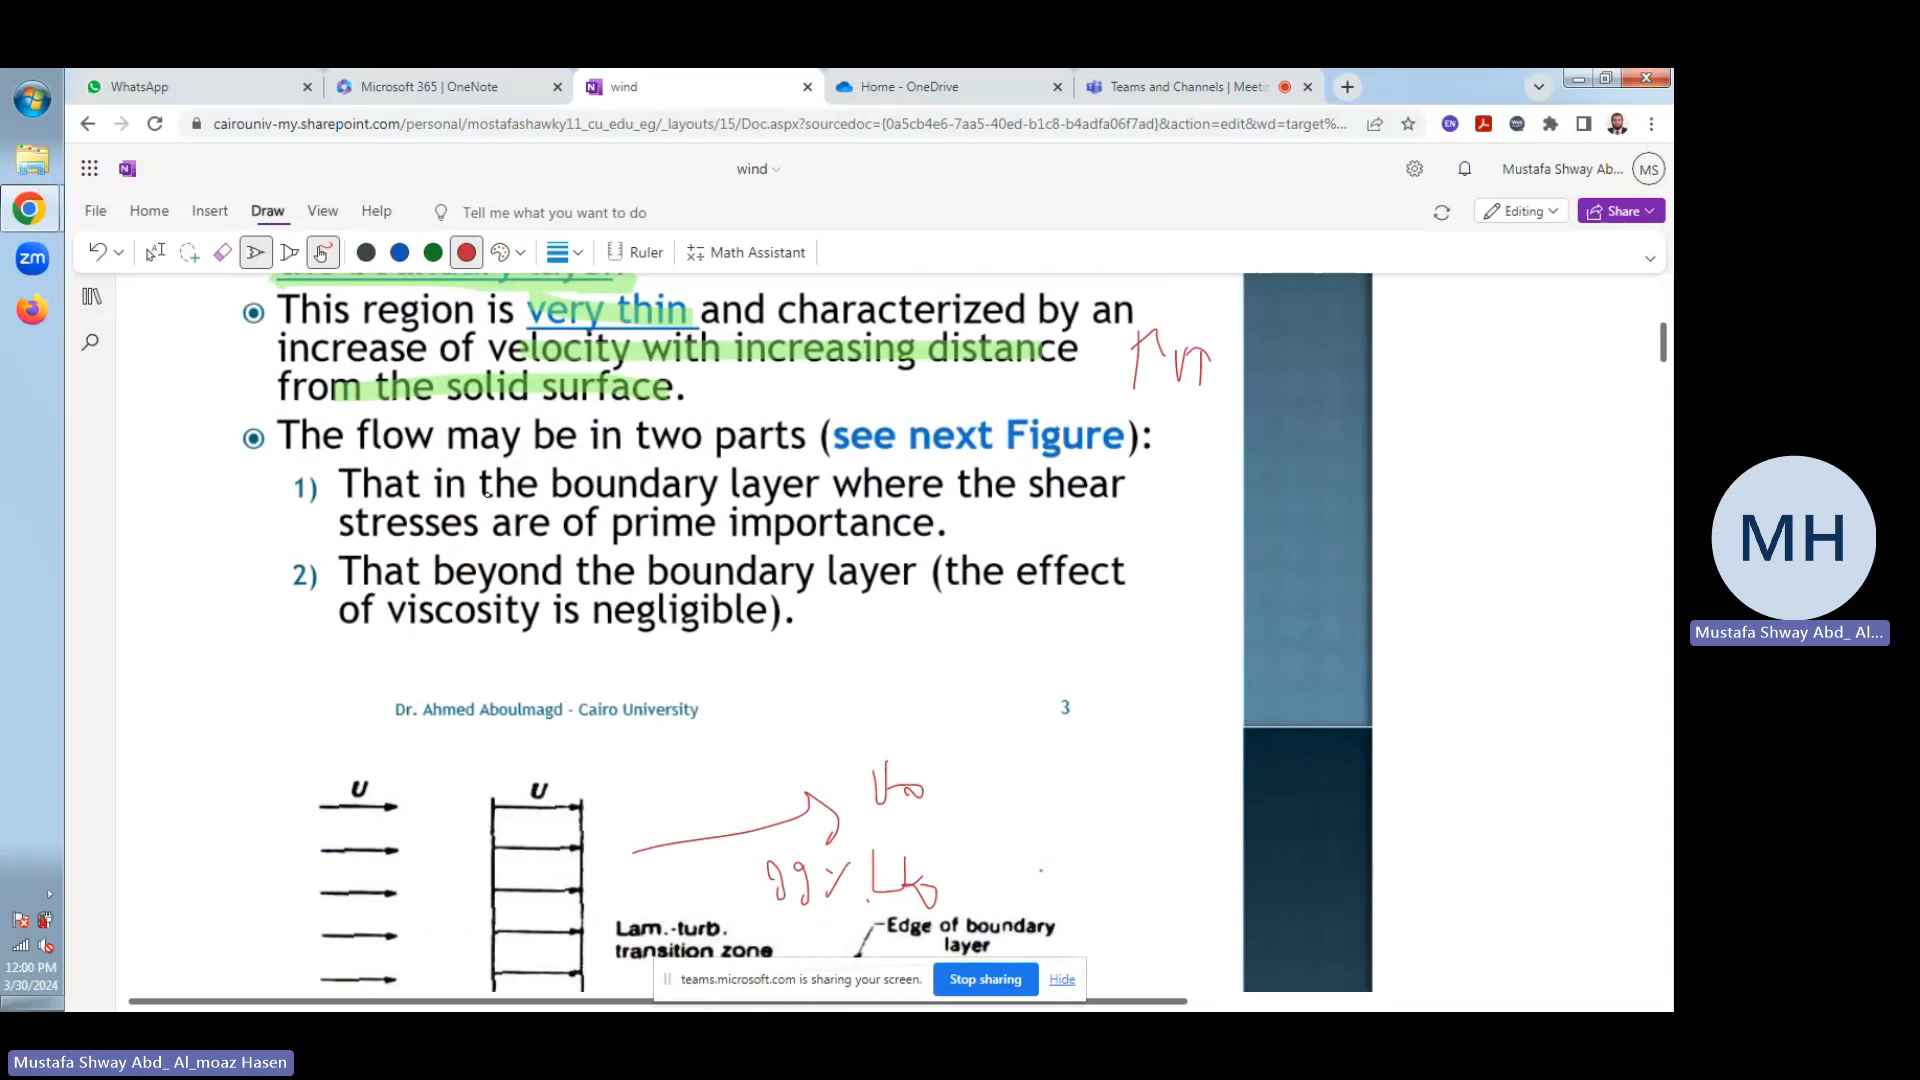 WhatsApp
Microsoft 365 | OneNote
wind
Home - OneDrive
Teams and Channels | Meetin
cairouniv-my.sharepoint.com/personal/mostafashawky11_cu_edu_eg/_layouts/15/Doc.aspx?sourcedoc={0a5cb4e6-7aa5-40ed-b1c8-b4adfa06f7ad}&action=edit&wd=target%...
EN
wind
Mustafa Shway Ab...
MS
File
Home
Insert
Draw
View
Help
Tell me what you want to do
Editing
Share
Ruler
Math Assistant
This region is very thin and characterized by an
increase of velocity with increasing distance
from the solid surface.
The flow may be in two parts (see next Figure):
1) That in the boundary layer where the shear
stresses are of prime importance.
2) That beyond the boundary layer (the effect
of viscosity is negligible).
Dr. Ahmed Aboulmagd - Cairo University
3
U
U
99%
Lam.-turb.
transition zone
Edge of boundary
layer
teams.microsoft.com is sharing your screen.
Stop sharing
Hide
zm
12:00 PM
3/30/2024
MH
Mustafa Shway Abd_ Al...
Mustafa Shway Abd_ Al_moaz Hasen